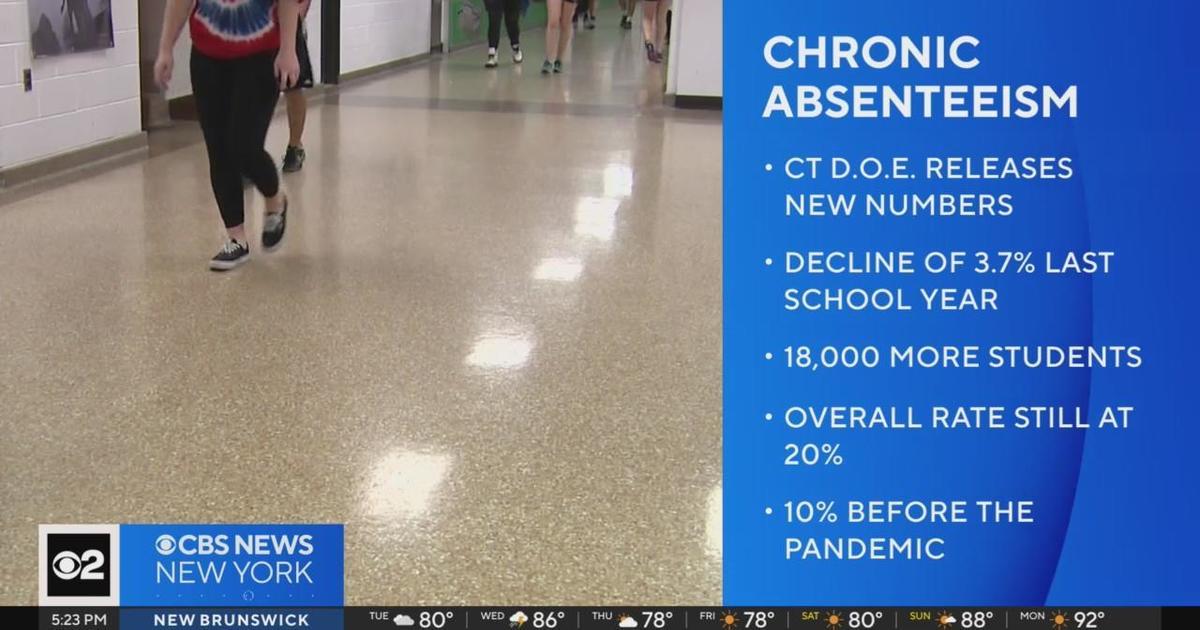 CHRONIC
ABSENTEEISM
• CT D.O.E. RELEASES
NEW NUMBERS
• DECLINE OF 3.7% LAST
SCHOOL YEAR
• 18,000 MORE STUDENTS
• OVERALL RATE STILL AT
20%
• 10% BEFORE THE
PANDEMIC
2
CBS NEWS
NEW YORK
5:23 PM NEW BRUNSWICK TUE 80° WED 86° THU 78° FRI 78° SAT 80° SUN 88° MON 92°